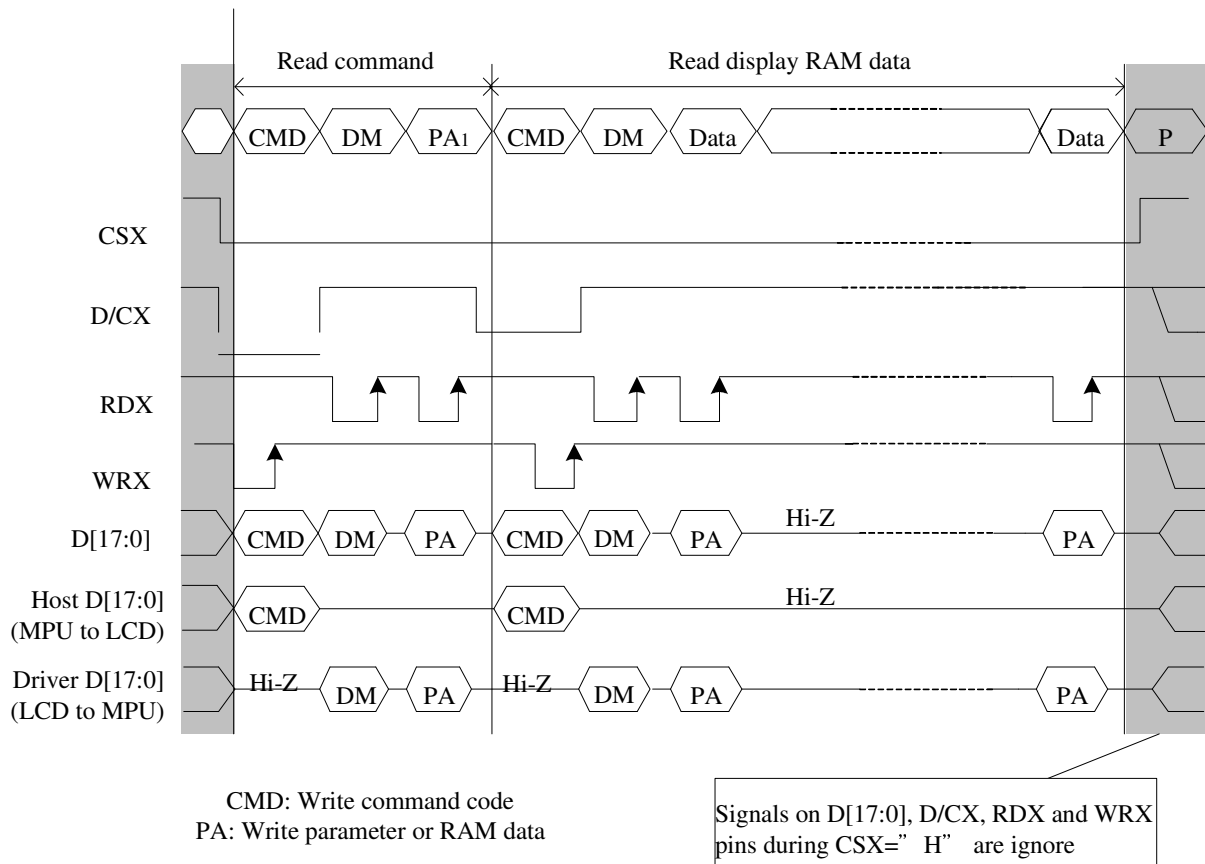 Read command Read display RAM data
CMD DM PA1 CMD DM Data Data P
CSX
D/CX
RDX
WRX
D[17:0] CMD DM PA CMD DM PA Hi-Z PA
Host D[17:0]
(MPU to LCD) CMD CMD Hi-Z
Driver D[17:0]
(LCD to MPU) Hi-Z DM PA Hi-Z DM PA PA
CMD: Write command code
PA: Write parameter or RAM data
Signals on D[17:0], D/CX, RDX and WRX
pins during CSX=” H” are ignore